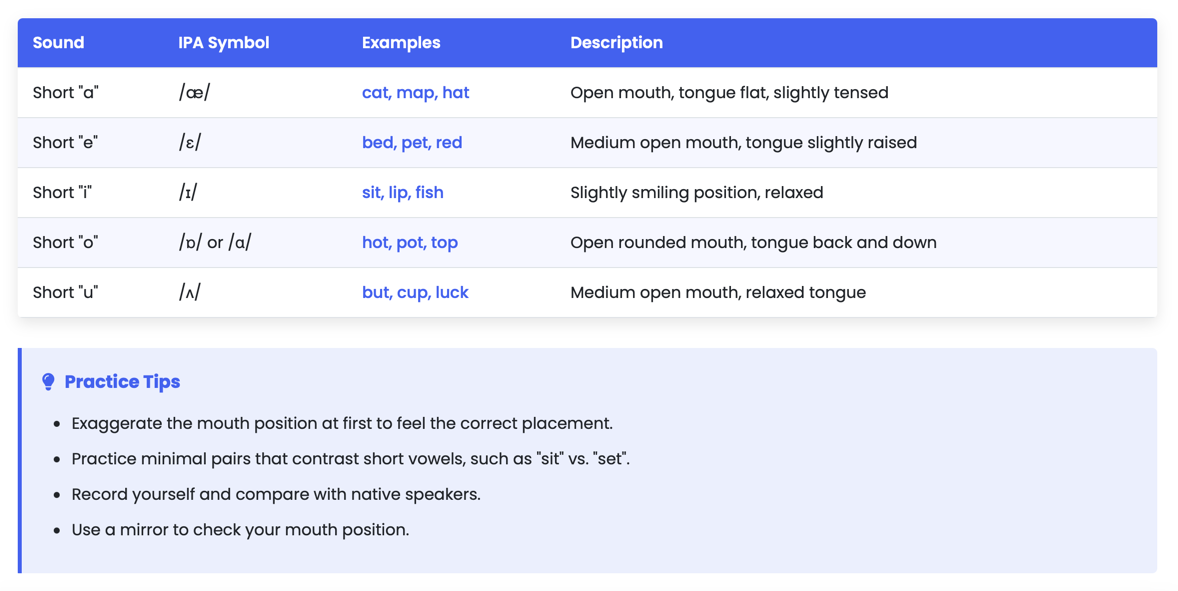 Sound IPA Symbol Examples Description
Short "a" /æ/ cat, map, hat Open mouth, tongue flat, slightly tensed
Short "e" /ɛ/ bed, pet, red Medium open mouth, tongue slightly raised
Short "i" /ɪ/ sit, lip, fish Slightly smiling position, relaxed
Short "o" /ɒ/ or /ɑ/ hot, pot, top Open rounded mouth, tongue back and down
Short "u" /ʌ/ but, cup, luck Medium open mouth, relaxed tongue
Practice Tips
• Exaggerate the mouth position at first to feel the correct placement.
• Practice minimal pairs that contrast short vowels, such as "sit" vs. "set".
• Record yourself and compare with native speakers.
• Use a mirror to check your mouth position.